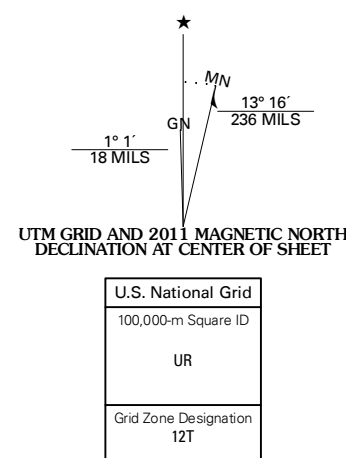 ★
MN
GN
13° 16´
236 MILS
1° 1´
18 MILS
UTM GRID AND 2011 MAGNETIC NORTH
DECLINATION AT CENTER OF SHEET
U.S. National Grid
100,000-m Square ID
UR
Grid Zone Designation
12T